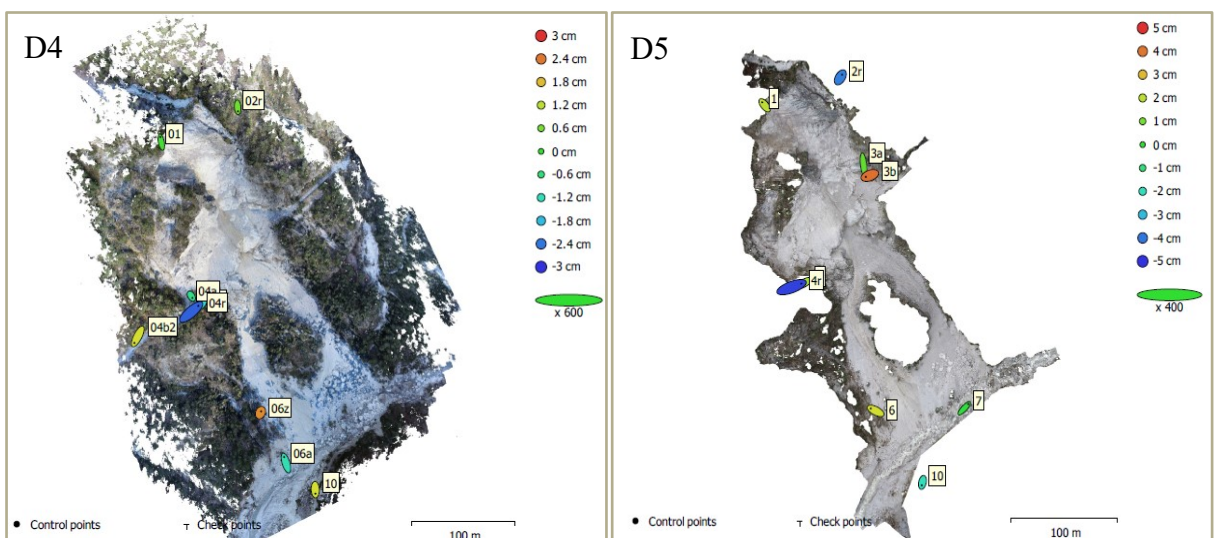 D4
02r
01
04a
04r
04b2
06z
06a
10
3 cm
2.4 cm
1.8 cm
1.2 cm
0.6 cm
0 cm
-0.6 cm
-1.2 cm
-1.8 cm
-2.4 cm
-3 cm
x 600
Control points
Check points
100 m
D5
2r
1
3a
3b
4r
6
7
10
5 cm
4 cm
3 cm
2 cm
1 cm
0 cm
-1 cm
-2 cm
-3 cm
-4 cm
-5 cm
x 400
Control points
T Check points
100 m